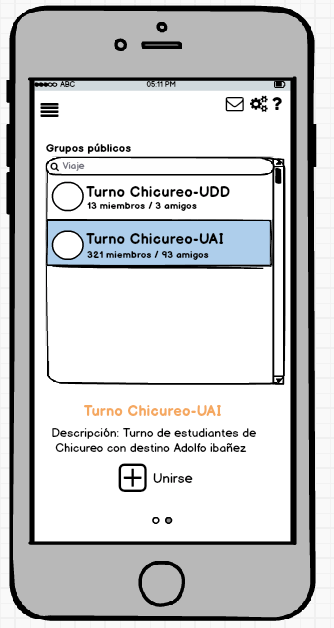 ABC 05:11 PM
?
Grupos públicos
Viaje
Turno Chicureo-UDD
13 miembros / 3 amigos
Turno Chicureo-UAI
321 miembros / 93 amigos
Turno Chicureo-UAI
Descripción: Turno de estudiantes de
Chicureo con destino Adolfo ibañez
Unirse